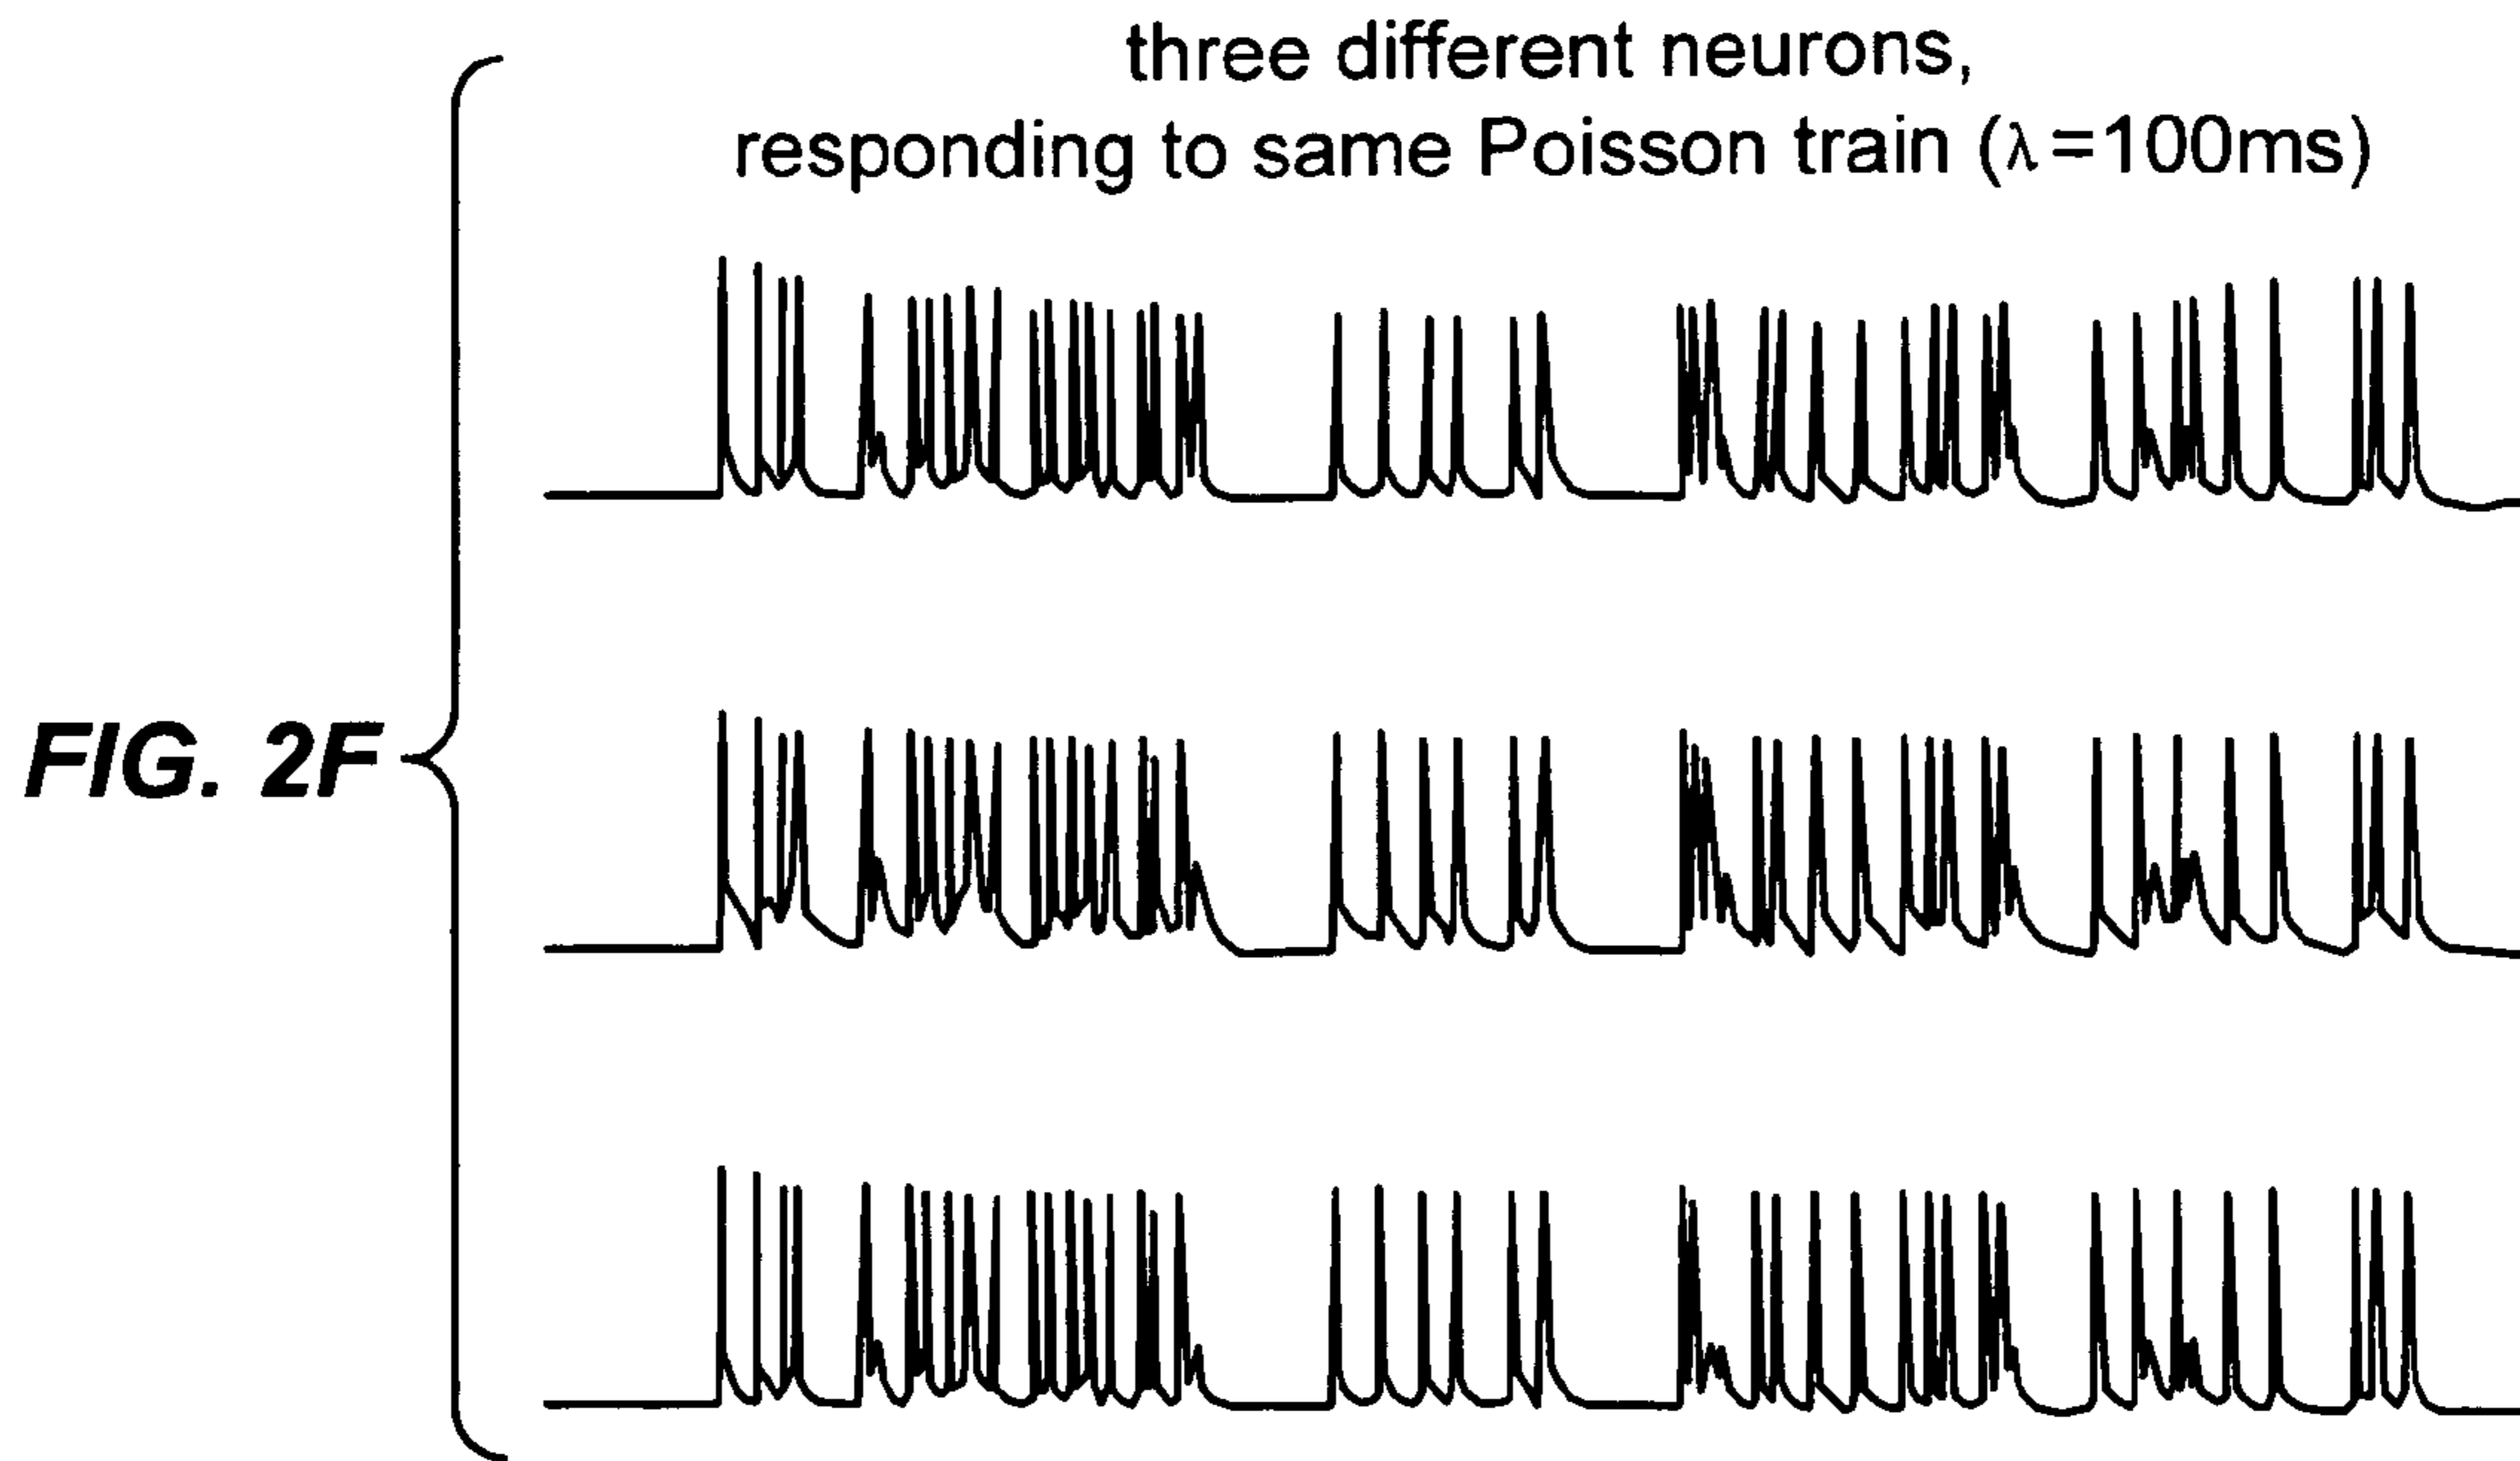 three different neurons,
responding to same Poisson train (λ=100ms)
FIG. 2F